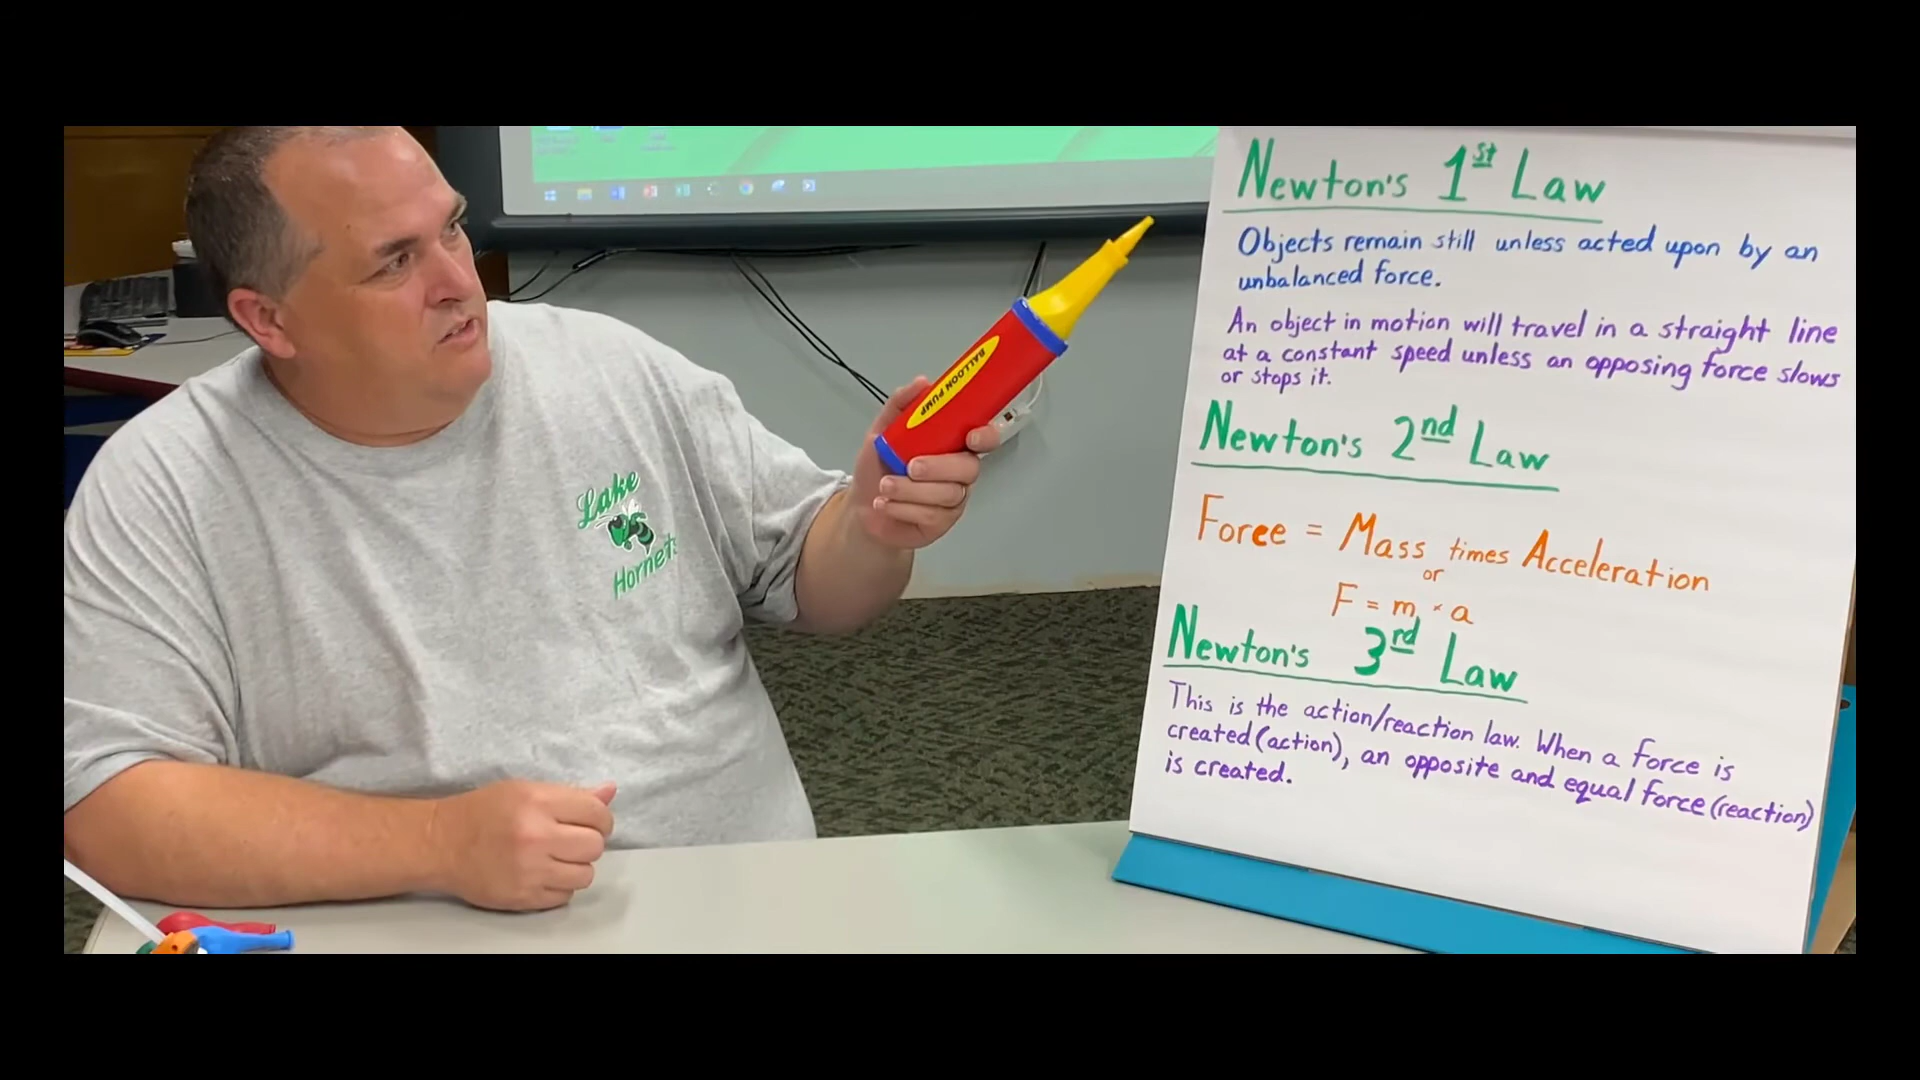 Newton's 1st Law
Objects remain still unless acted upon by an
unbalanced force.
An object in motion will travel in a straight line
at a constant speed unless an opposing force slows
or stops it.
Newton's 2nd Law
Force = Mass times Acceleration
or
F = m × a
Newton's 3rd Law
This is the action/reaction law. When a force is
created (action), an opposite and equal force (reaction)
is created.
BALLOON PUMP
Lake
Hornets